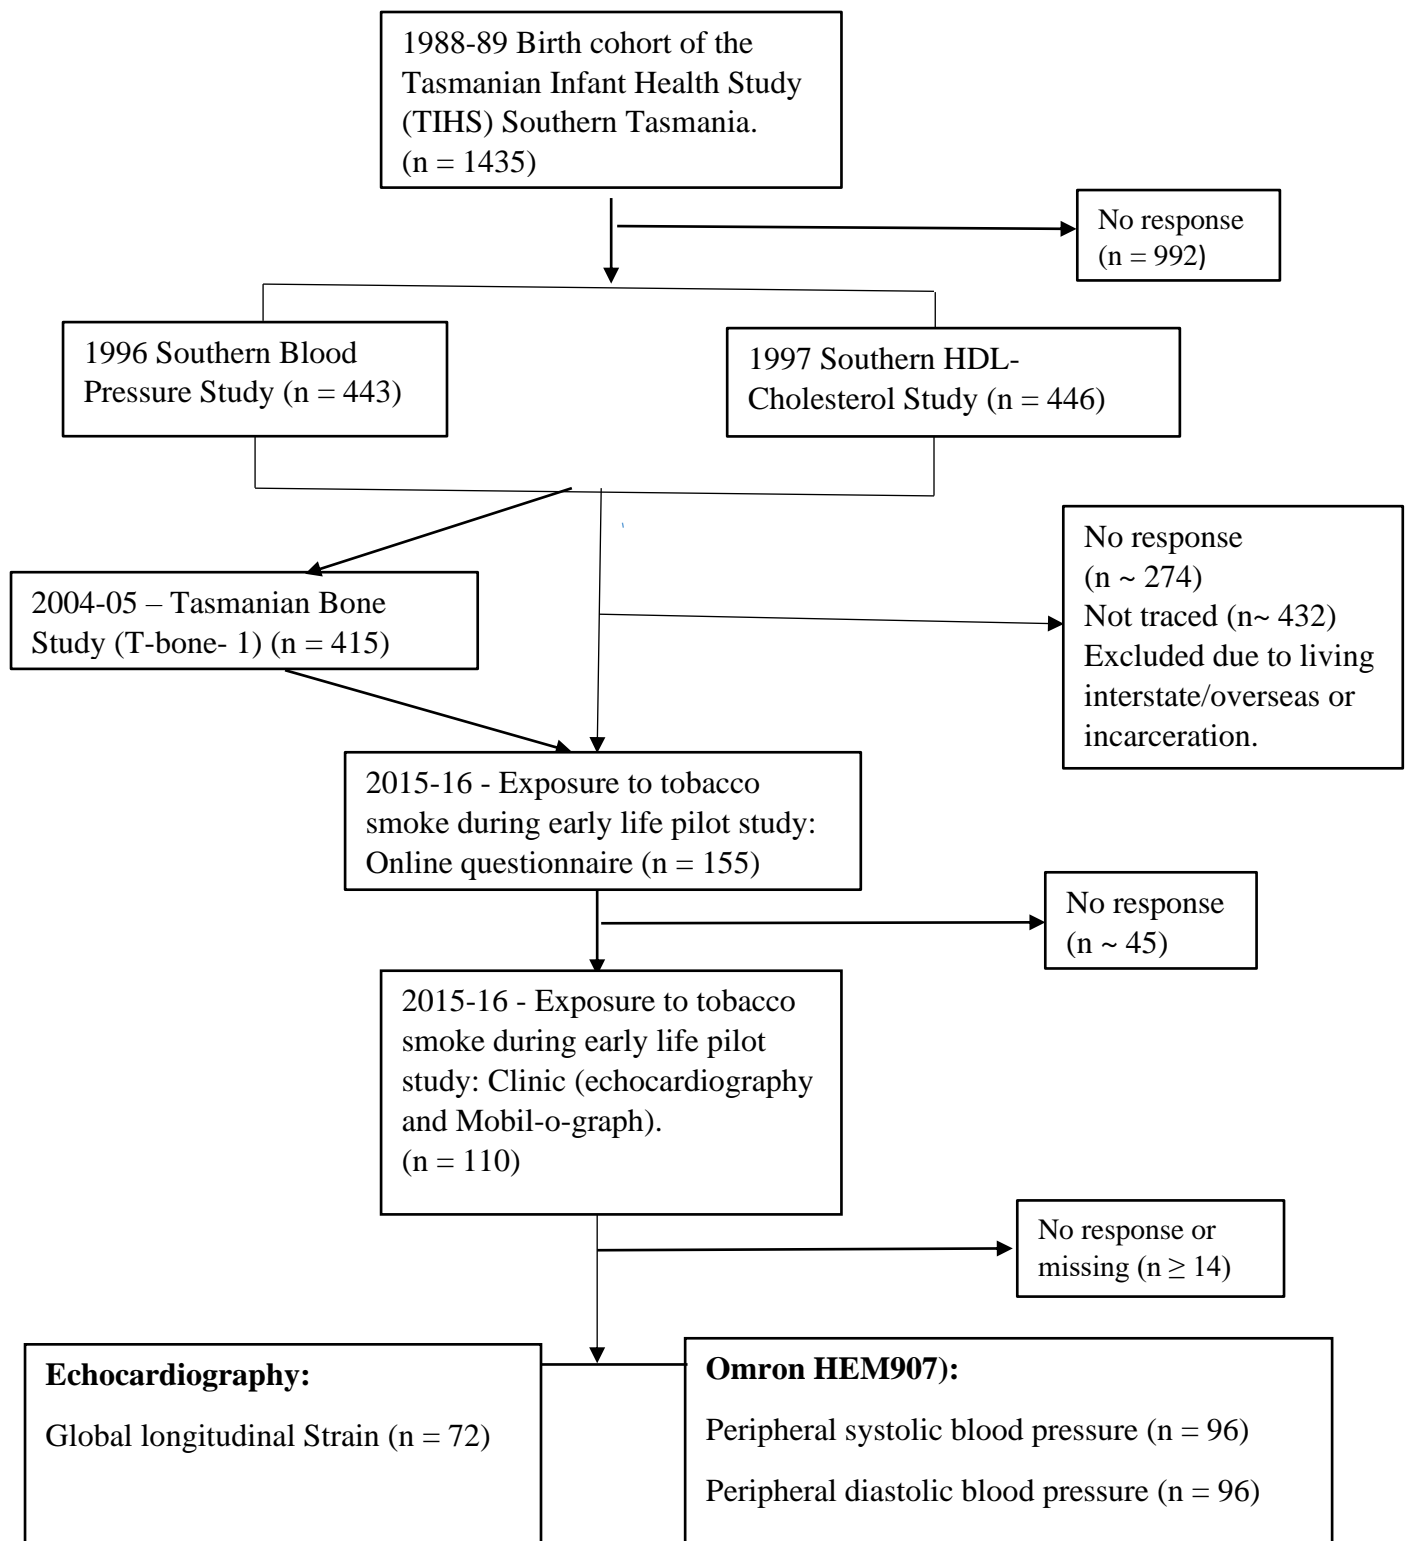 1988-89 Birth cohort of the
Tasmanian Infant Health Study
(TIHS) Southern Tasmania.
(n = 1435)
No response
(n = 992)
1996 Southern Blood
Pressure Study (n = 443)
1997 Southern HDL-
Cholesterol Study (n = 446)
No response
(n ~ 274)
Not traced (n~ 432)
Excluded due to living
interstate/overseas or
incarceration.
2004-05 – Tasmanian Bone
Study (T-bone- 1) (n = 415)
2015-16 - Exposure to tobacco
smoke during early life pilot study:
Online questionnaire (n = 155)
No response
(n ~ 45)
2015-16 - Exposure to tobacco
smoke during early life pilot
study: Clinic (echocardiography
and Mobil-o-graph).
(n = 110)
No response or
missing (n ≥ 14)
Echocardiography:
Global longitudinal Strain (n = 72)
Omron HEM907):
Peripheral systolic blood pressure (n = 96)
Peripheral diastolic blood pressure (n = 96)